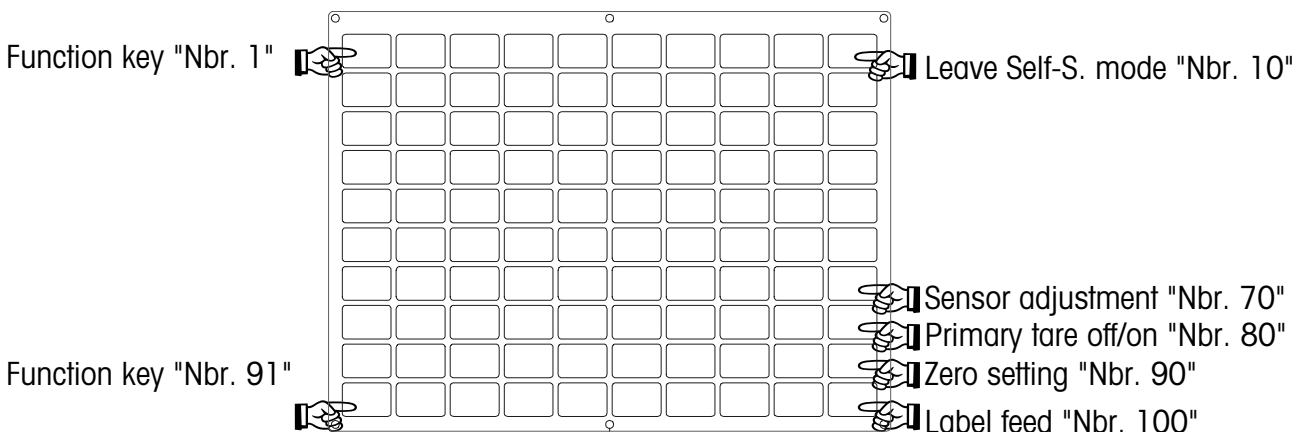 Function key "Nbr. 1"
Leave Self-S. mode "Nbr. 10"
Sensor adjustment "Nbr. 70"
Primary tare off/on "Nbr. 80"
Function key "Nbr. 91"
Zero setting "Nbr. 90"
Label feed "Nbr. 100"